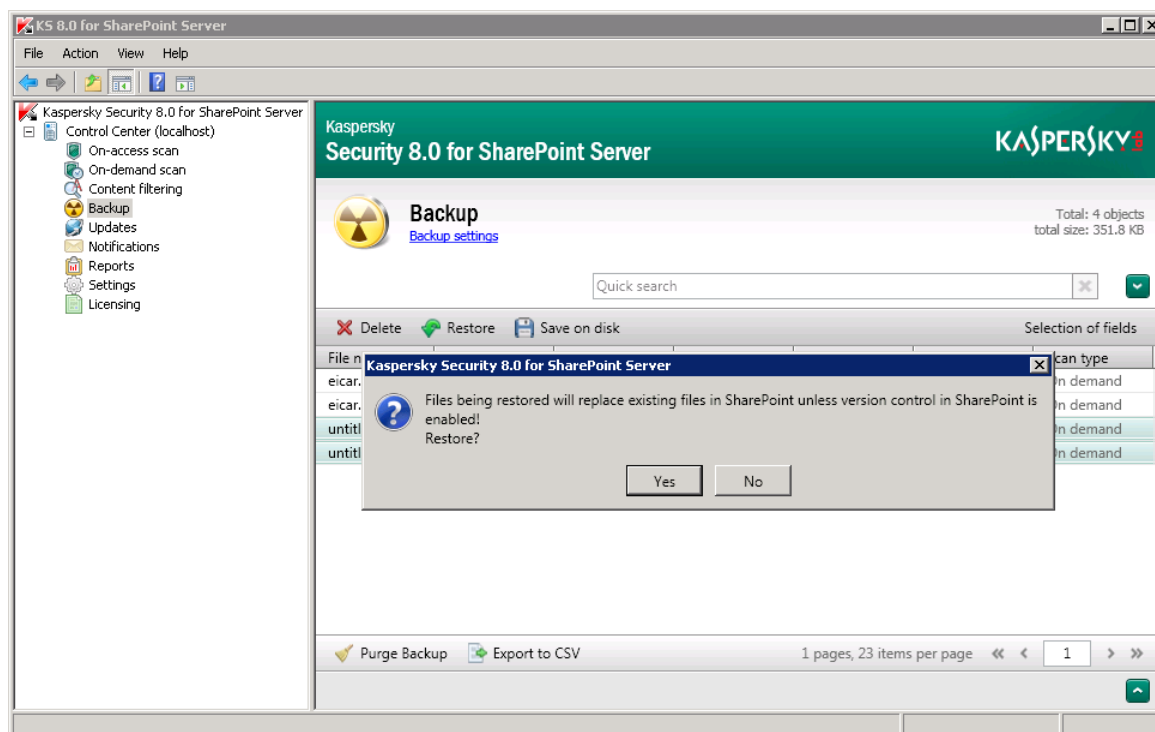 KS 8.0 for SharePoint Server
File Action View Help
Kaspersky Security 8.0 for SharePoint Server
Control Center (localhost)
On-access scan
On-demand scan
Content filtering
Backup
Updates
Notifications
Reports
Settings
Licensing
Kaspersky
Security 8.0 for SharePoint Server
KASPERSKY lab
Backup
Backup settings
Total: 4 objects
total size: 351.8 KB
Quick search
Delete Restore Save on disk Selection of fields
File n can type
eicar. On demand
eicar. On demand
untitl On demand
untitl On demand
Kaspersky Security 8.0 for SharePoint Server
Files being restored will replace existing files in SharePoint unless version control in SharePoint is
enabled!
Restore?
Yes No
Purge Backup Export to CSV 1 pages, 23 items per page « < 1 > »